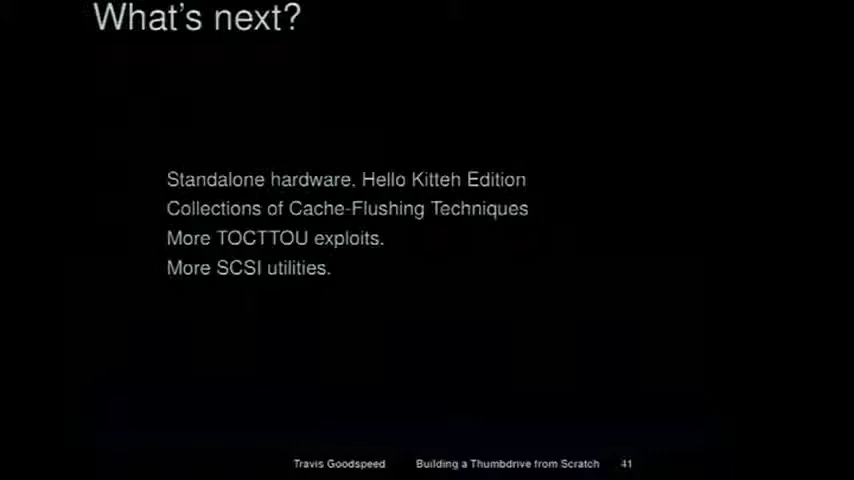 What's next?
Standalone hardware. Hello Kitteh Edition
Collections of Cache-Flushing Techniques
More TOCTTOU exploits.
More SCSI utilities.
Travis Goodspeed Building a Thumbdrive from Scratch 41